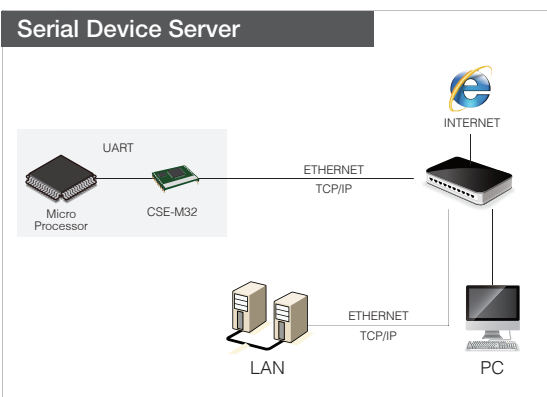 Serial Device Server
INTERNET
UART
ETHERNET
TCP/IP
Micro
Processor
CSE-M32
ETHERNET
TCP/IP
LAN
PC